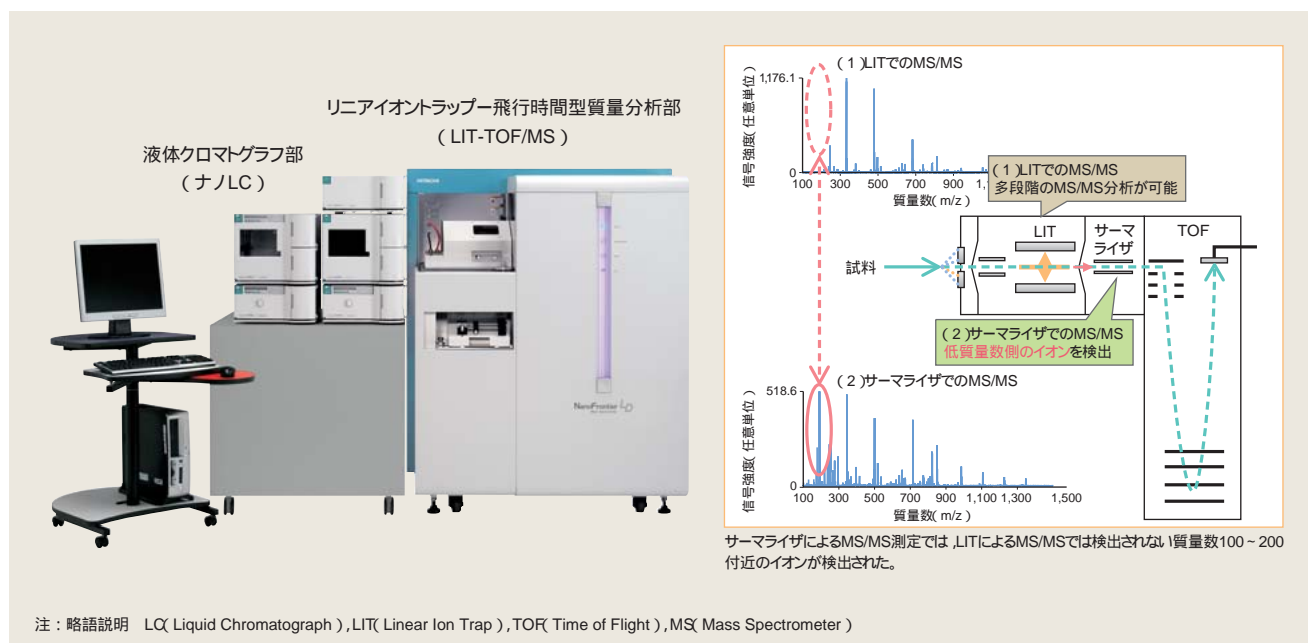 リニアイオントラップー飛行時間型質量分析部
( LIT-TOF/MS )
液体クロマトグラフ部
( ナノLC )
HITACHI
NanoFrontier LD
( 1 )LITでのMS/MS
1,176.1
信号強度( 任意単位 )
0
100 300 500 700 900
質量数( m/z )
( 1 )LITでのMS/MS
多段階のMS/MS分析が可能
LIT
サーマ
ライザ
TOF
試料
( 2 )サーマライザでのMS/MS
低質量数側のイオンを検出
( 2 )サーマライザでのMS/MS
518.6
信号強度( 任意単位 )
0
100 300 500 700 900 1,100 1,300 1,500
質量数( m/z )
サーマライザによるMS/MS測定では ,LITによるMS/MSでは検出されない質量数100 ~ 200
付近のイオンが検出された。
注 : 略語説明 LC( Liquid Chromatograph ) , LIT( Linear Ion Trap ) , TOF( Time of Flight ) , MS( Mass Spectrometer )